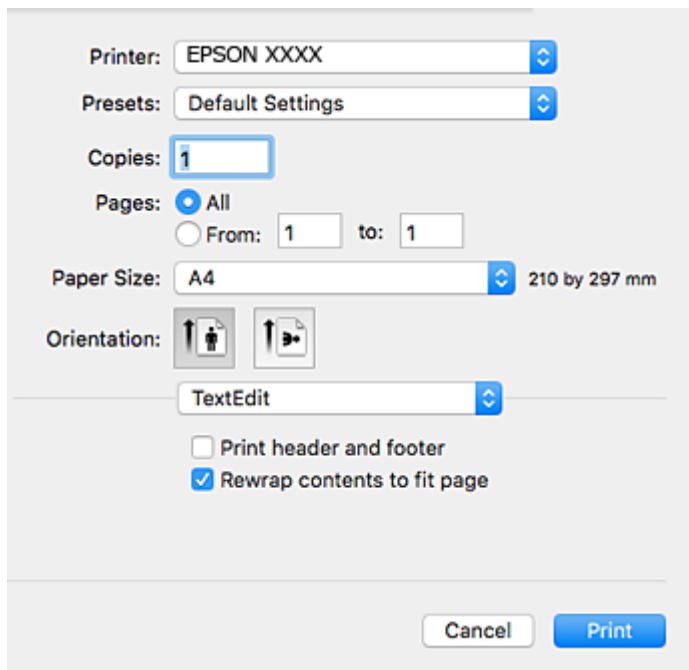 Printer: EPSON XXXX
Presets: Default Settings
Copies: 1
Pages: All
From: 1 to: 1
Paper Size: A4 210 by 297 mm
Orientation:
TextEdit
Print header and footer
Rewrap contents to fit page
Cancel Print